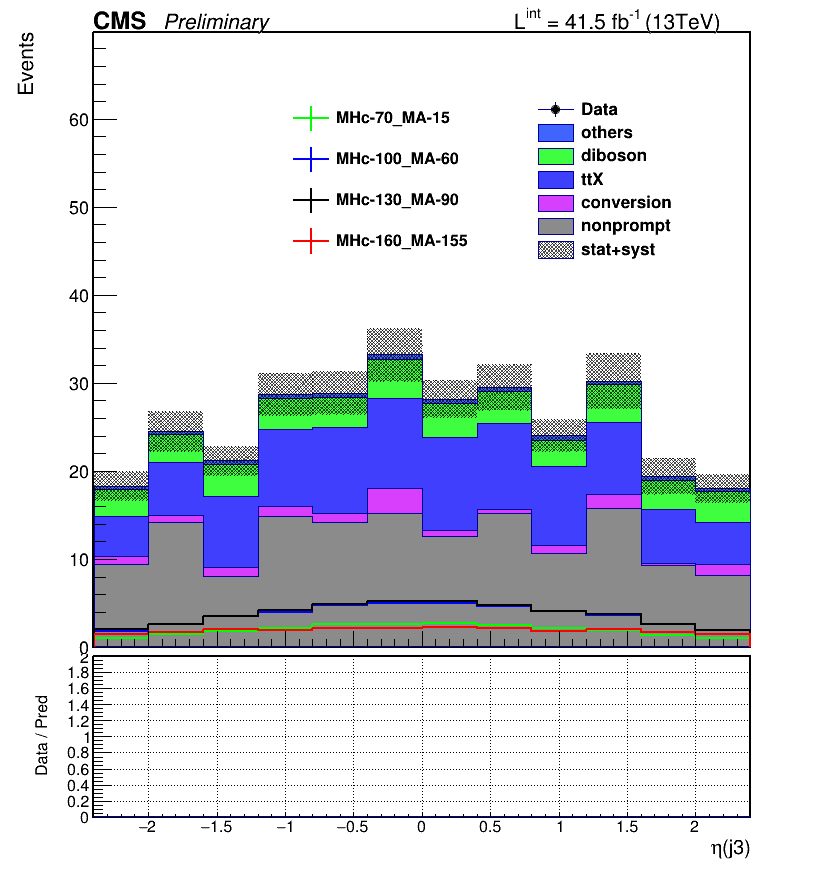 CMS Preliminary L^int = 41.5 fb^-1 (13TeV)
Events
MHc-70_MA-15
MHc-100_MA-60
MHc-130_MA-90
MHc-160_MA-155
Data
others
diboson
ttX
conversion
nonprompt
stat+syst
60
50
40
30
20
10
0
Data / Pred
2
1.8
1.6
1.4
1.2
1
0.8
0.6
0.4
0.2
0
−2 −1.5 −1 −0.5 0 0.5 1 1.5 2
η(j3)